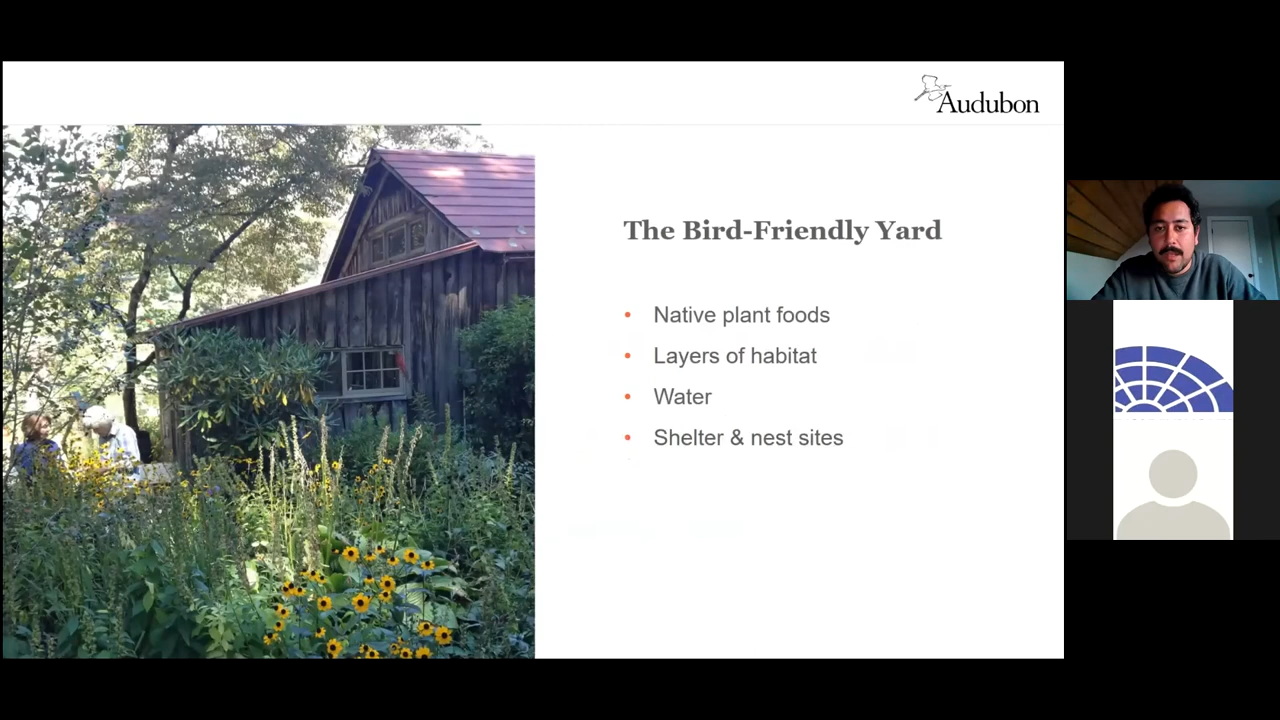 Audubon
The Bird-Friendly Yard
• Native plant foods
• Layers of habitat
• Water
• Shelter & nest sites